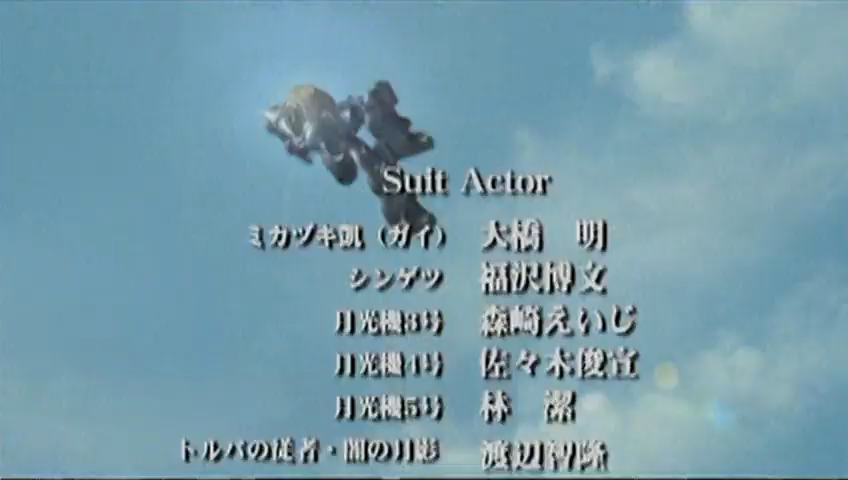 Suit Actor
ミカヅキ凱（ガイ） 大橋　明
シンゲツ 福沢博文
月光機3号 森崎えいじ
月光機4号 佐々木俊宣
月光機5号 林　潔
トルバの従者・闇の月影 渡辺智隆